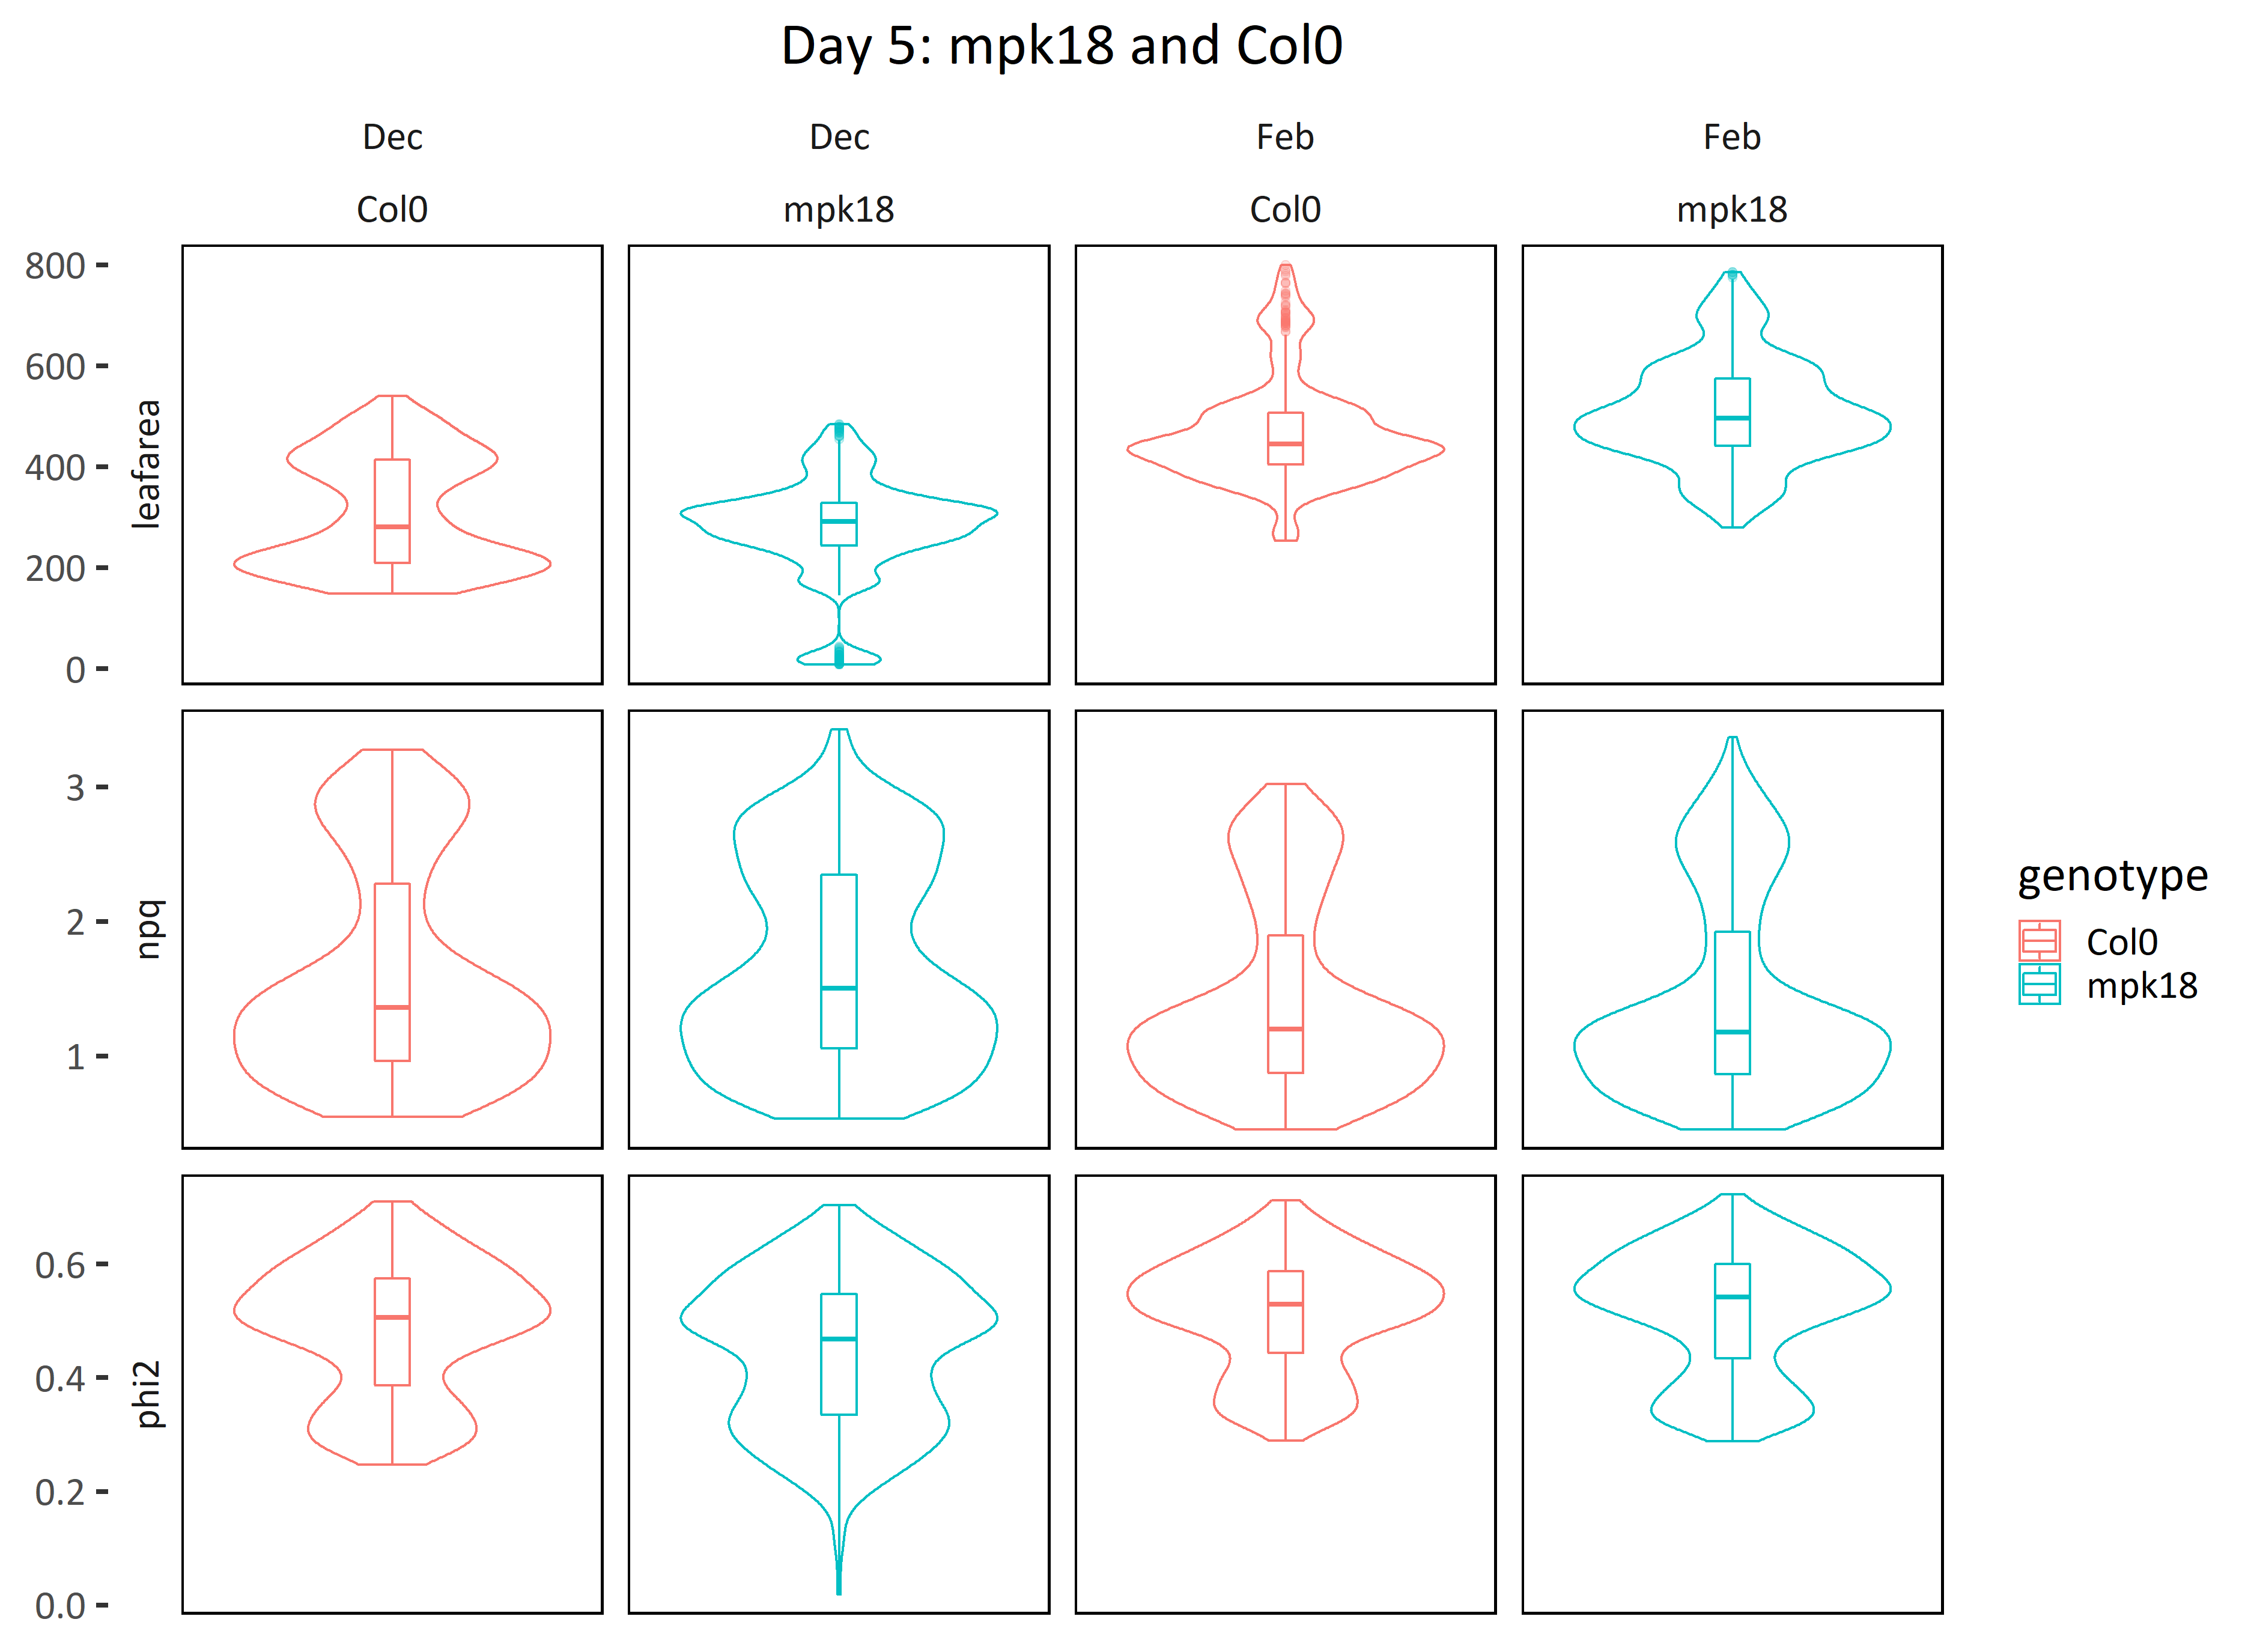 Day 5: mpk18 and Col0
Dec Dec Feb Feb
Col0 mpk18 Col0 mpk18
800
600
400
200
0
leafarea
3
2
1
npq
genotype
Col0
mpk18
0.6
0.4
0.2
0.0
phi2